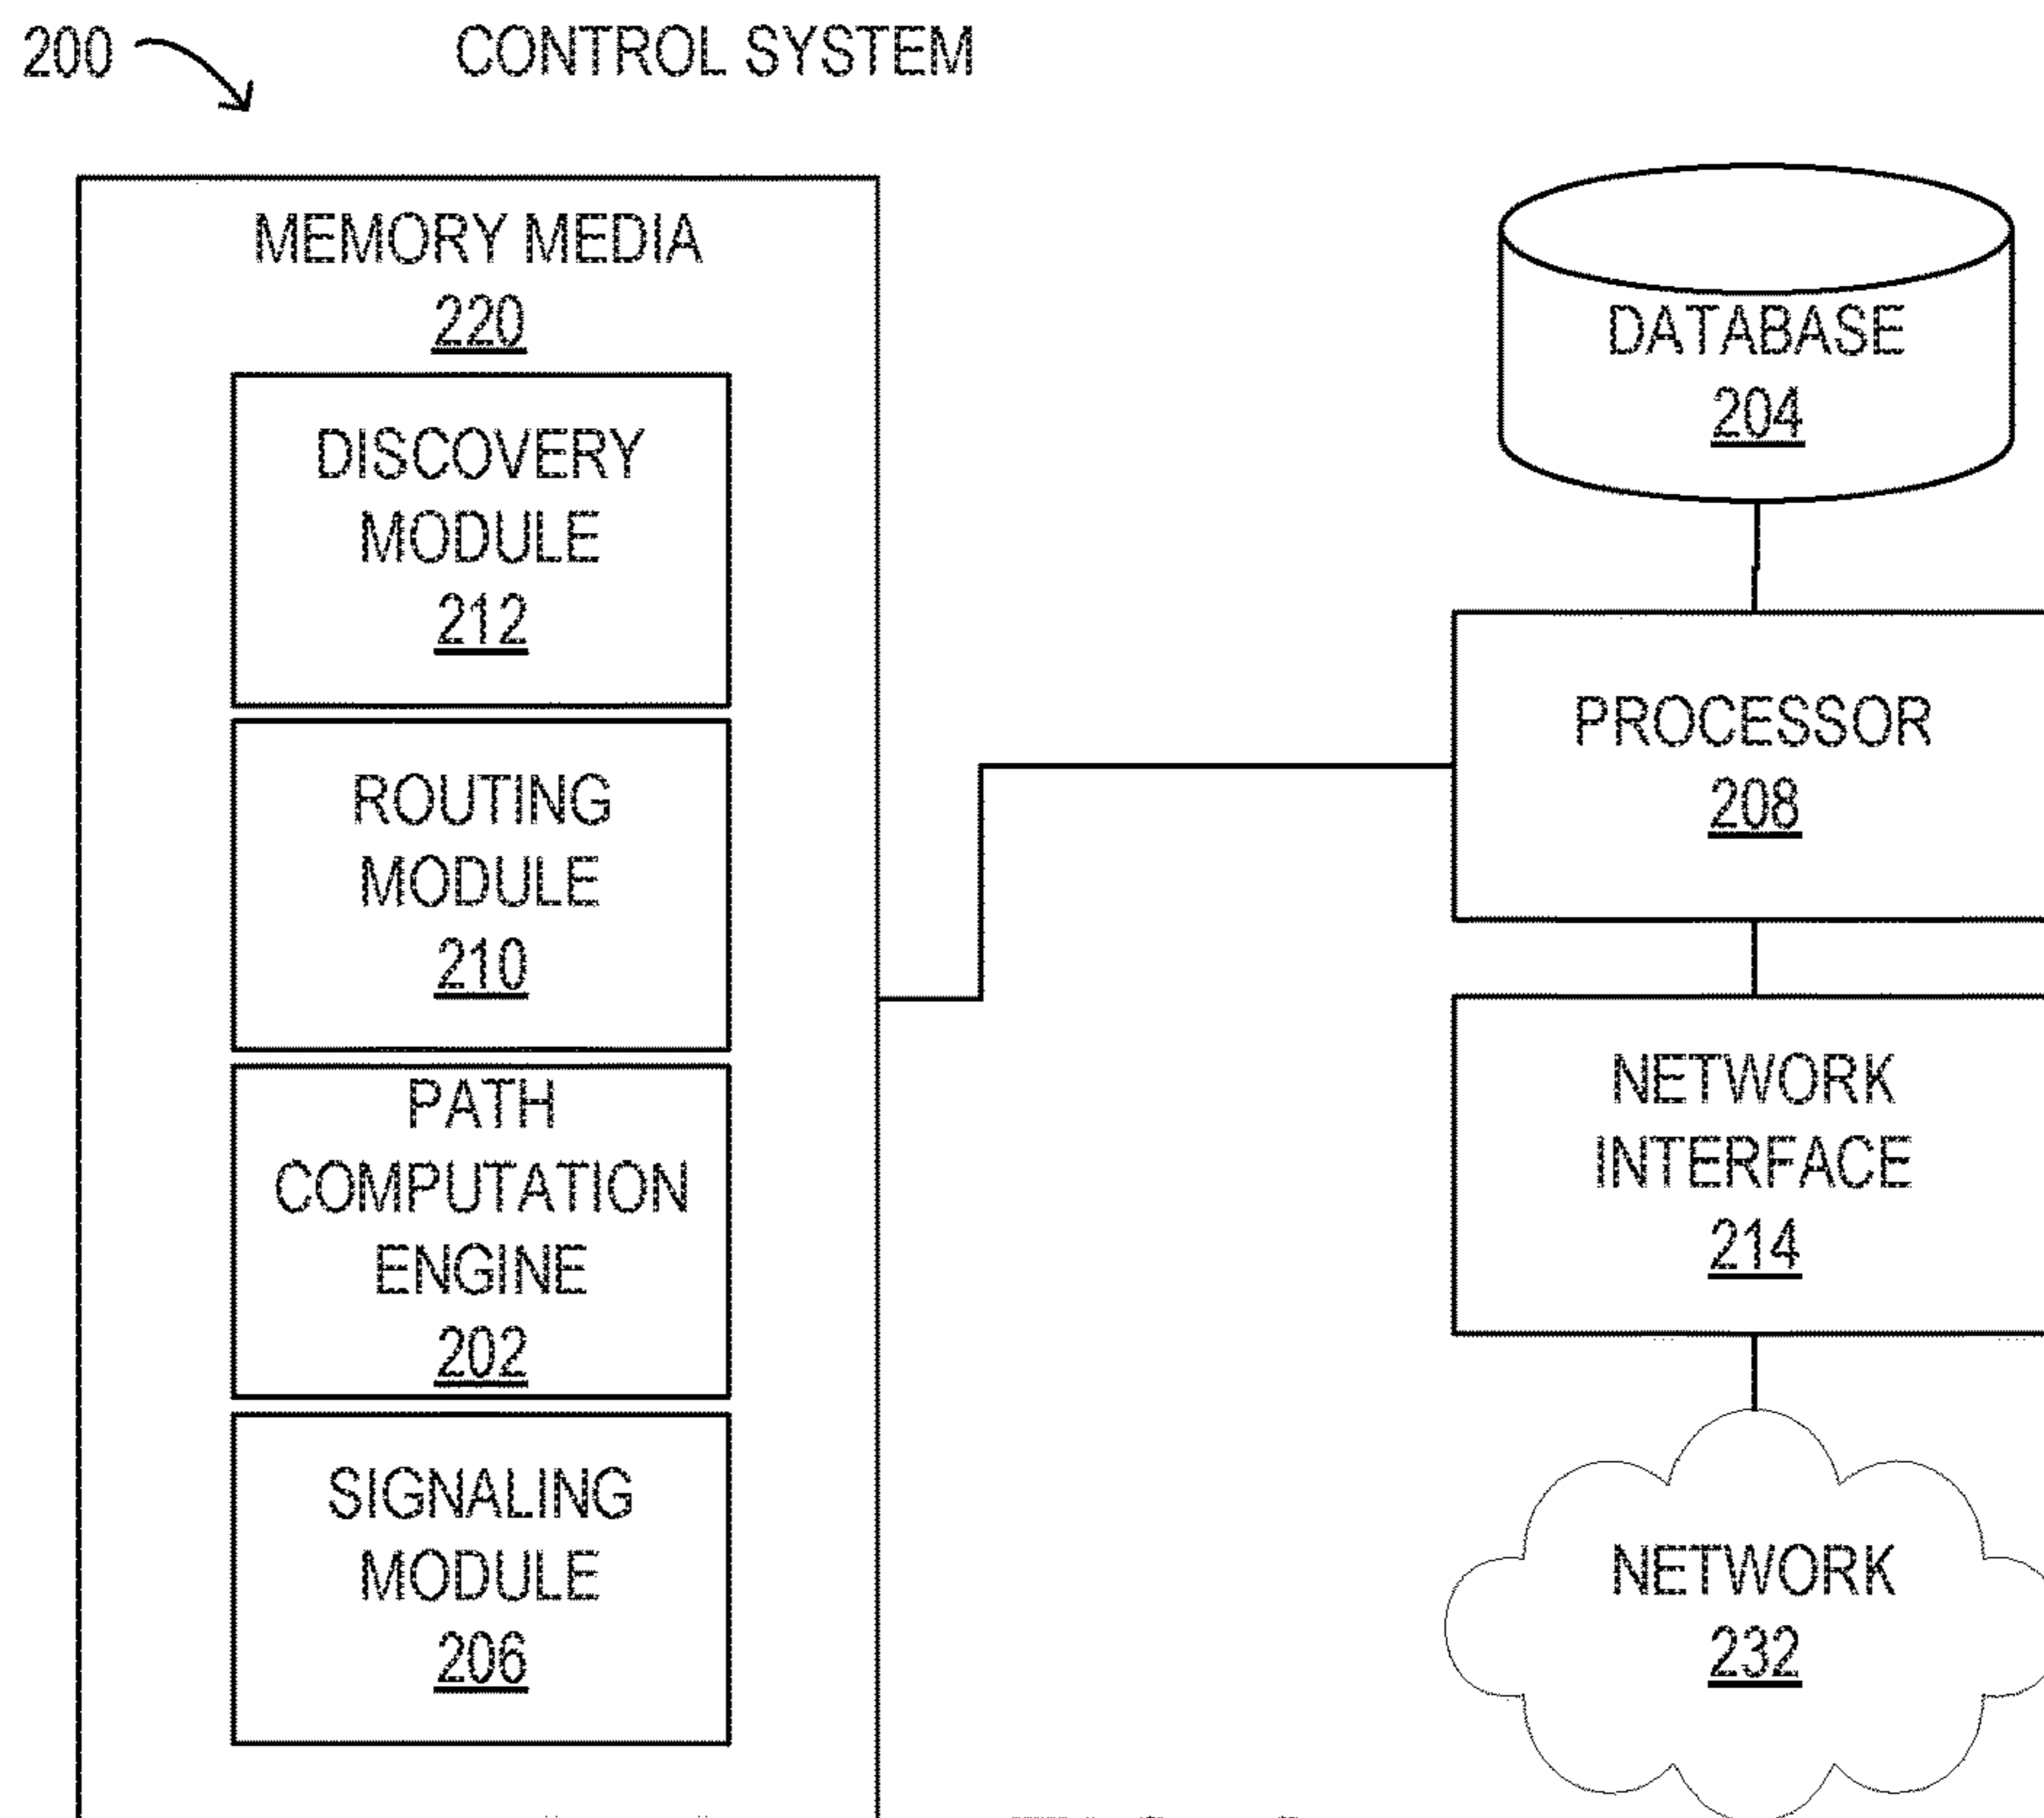 200
CONTROL SYSTEM
MEMORY MEDIA
220
DISCOVERY
MODULE
212
ROUTING
MODULE
210
PATH
COMPUTATION
ENGINE
202
SIGNALING
MODULE
206
DATABASE
204
PROCESSOR
208
NETWORK
INTERFACE
214
NETWORK
232